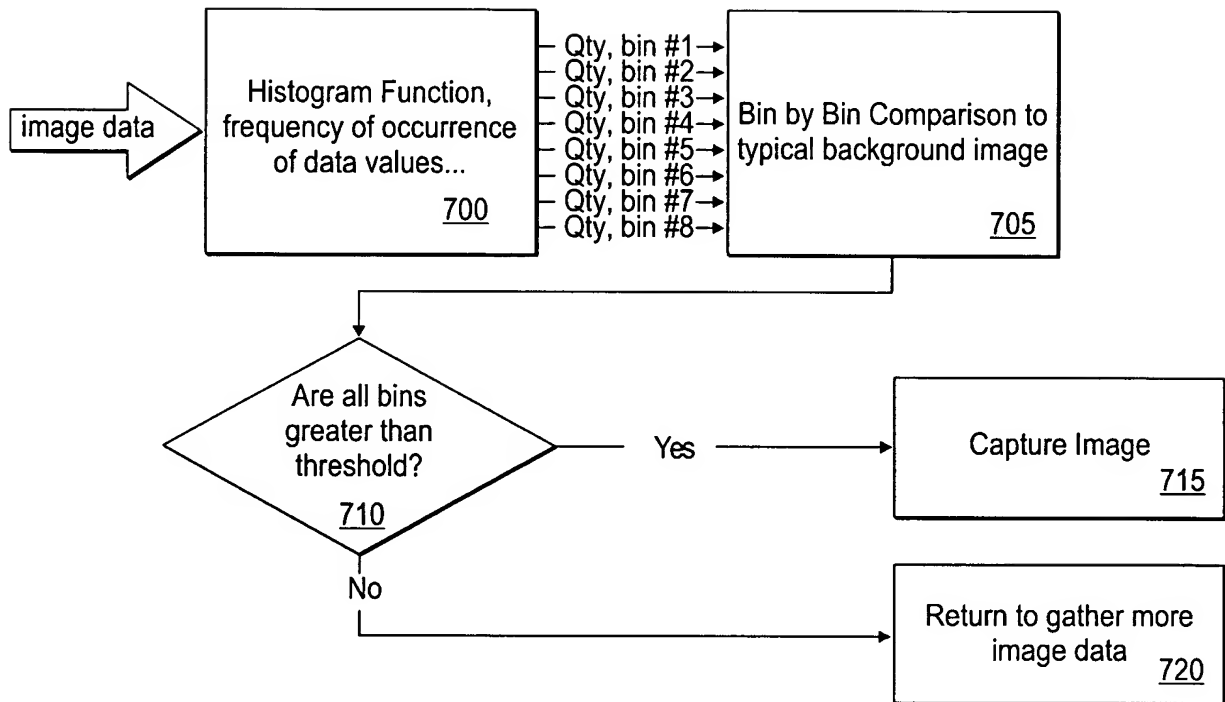 image data
Histogram Function,
frequency of occurrence
of data values...
700
Qty, bin #1
Qty, bin #2
Qty, bin #3
Qty, bin #4
Qty, bin #5
Qty, bin #6
Qty, bin #7
Qty, bin #8
Bin by Bin Comparison to
typical background image
705
Are all bins
greater than
threshold?
710
Yes
Capture Image
715
No
Return to gather more
image data
720